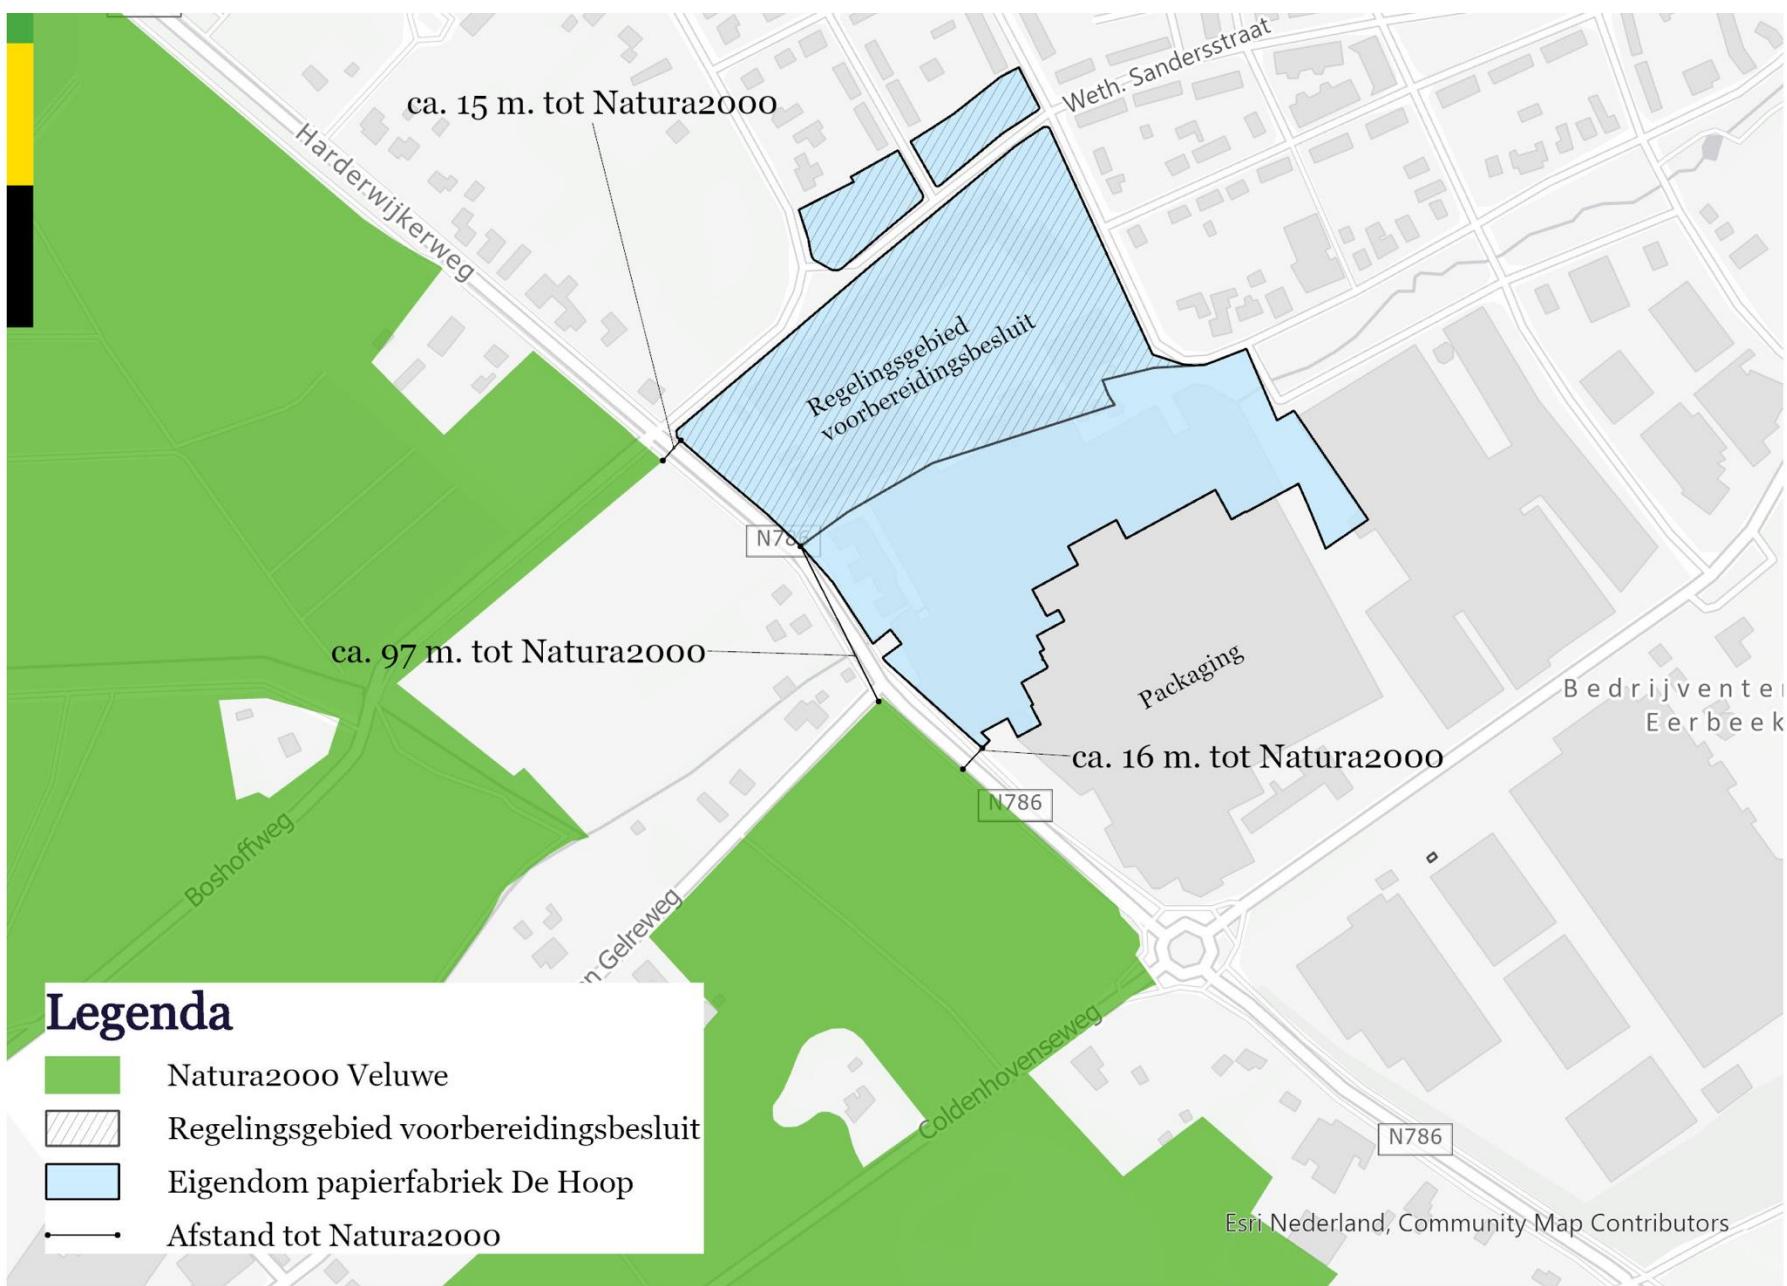 Weth. Sandersstraat
ca. 15 m. tot Natura2000
Harderwijkerweg
Regelingsgebied
voorbereidingsbesluit
N786
ca. 97 m. tot Natura2000
Packaging
Bedrijventer
Eerbeek
ca. 16 m. tot Natura2000
N786
Boshoffweg
n Gelreweg
Coldenhovenseweg
N786
Legenda
Natura2000 Veluwe
Regelingsgebied voorbereidingsbesluit
Eigendom papierfabriek De Hoop
Afstand tot Natura2000
Esri Nederland, Community Map Contributors